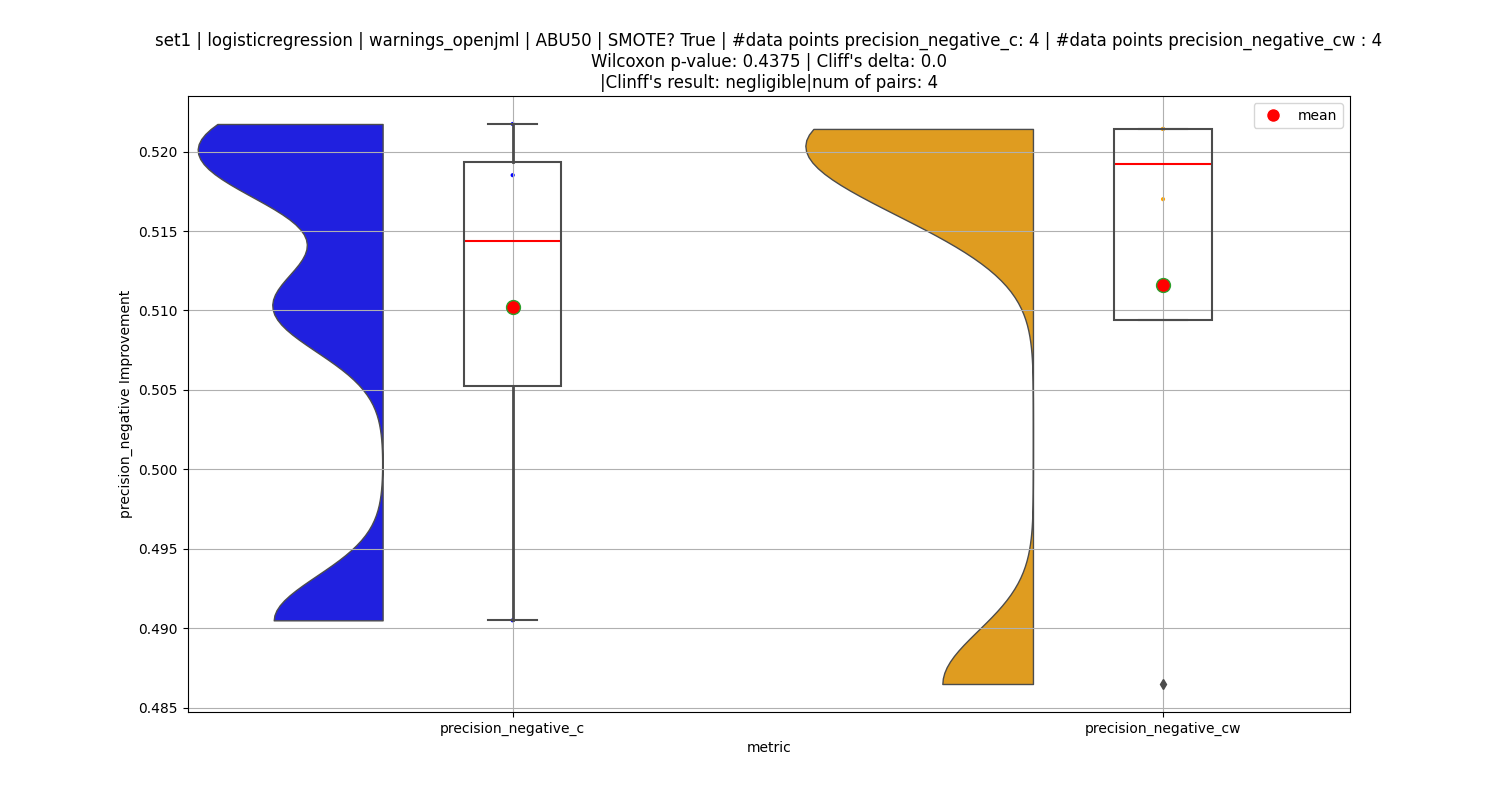 set1 | logisticregression | warnings_openjml | ABU50 | SMOTE? True | #data points precision_negative_c: 4 | #data points precision_negative_cw : 4
Wilcoxon p-value: 0.4375 | Cliff's delta: 0.0
|Clinff's result: negligible|num of pairs: 4
mean
0.520
0.515
0.510
0.505
0.500
0.495
0.490
0.485
precision_negative Improvement
precision_negative_c
precision_negative_cw
metric